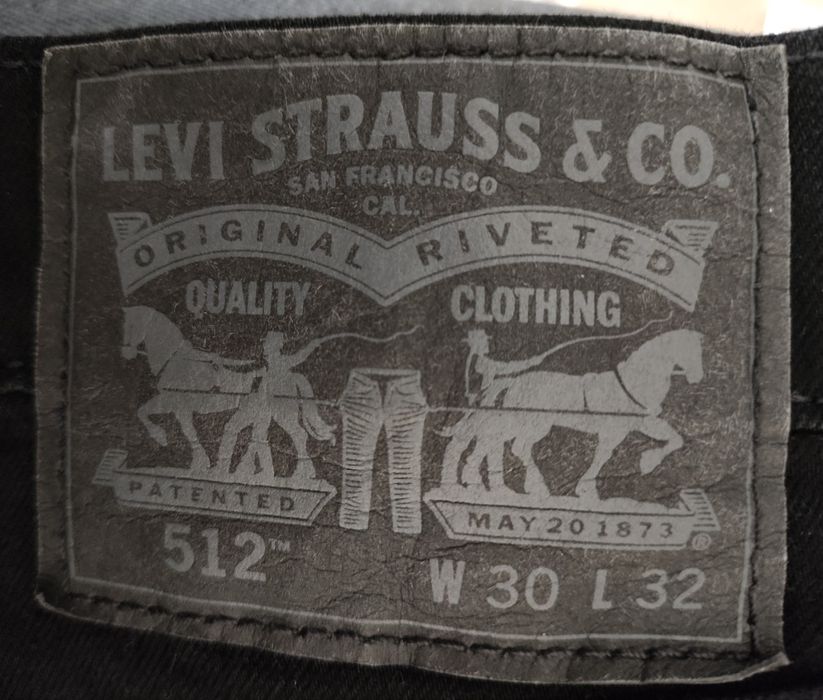 LEVI STRAUSS & CO.
SAN FRANCISCO
CAL.
ORIGINAL RIVETED
QUALITY CLOTHING
PATENTED
MAY 20 1873 ®
512™
W 30 L 32